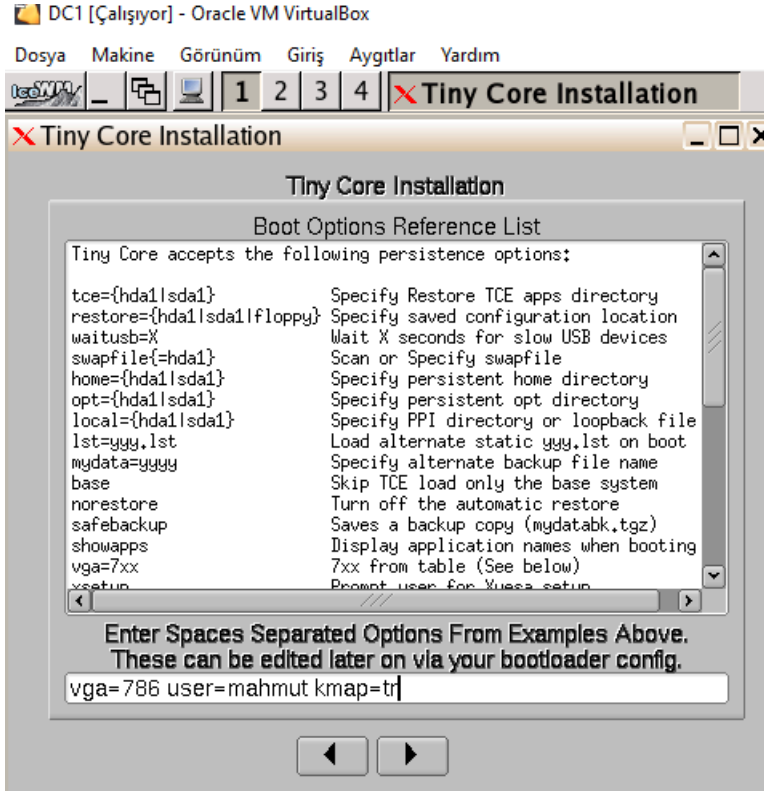 DC1 [Çalışıyor] - Oracle VM VirtualBox
Dosya Makine Görünüm Giriş Aygıtlar Yardım
IceWM 1 2 3 4 Tiny Core Installation
Tiny Core Installation
Tiny Core Installation
Boot Options Reference List
Tiny Core accepts the following persistence options:
tce={hda1|sda1} Specify Restore TCE apps directory
restore={hda1|sda1|floppy} Specify saved configuration location
waitusb=X Wait X seconds for slow USB devices
swapfile{=hda1} Scan or Specify swapfile
home={hda1|sda1} Specify persistent home directory
opt={hda1|sda1} Specify persistent opt directory
local={hda1|sda1} Specify PPI directory or loopback file
lst=yyy.lst Load alternate static yyy.lst on boot
mydata=yyyy Specify alternate backup file name
base Skip TCE load only the base system
norestore Turn off the automatic restore
safebackup Saves a backup copy (mydatabk.tgz)
showapps Display application names when booting
vga=7xx 7xx from table (See below)
xsetup Prompt user for Xvesa setup
Enter Spaces Separated Options From Examples Above.
These can be edited later on via your bootloader config.
vga=786 user=mahmut kmap=tr